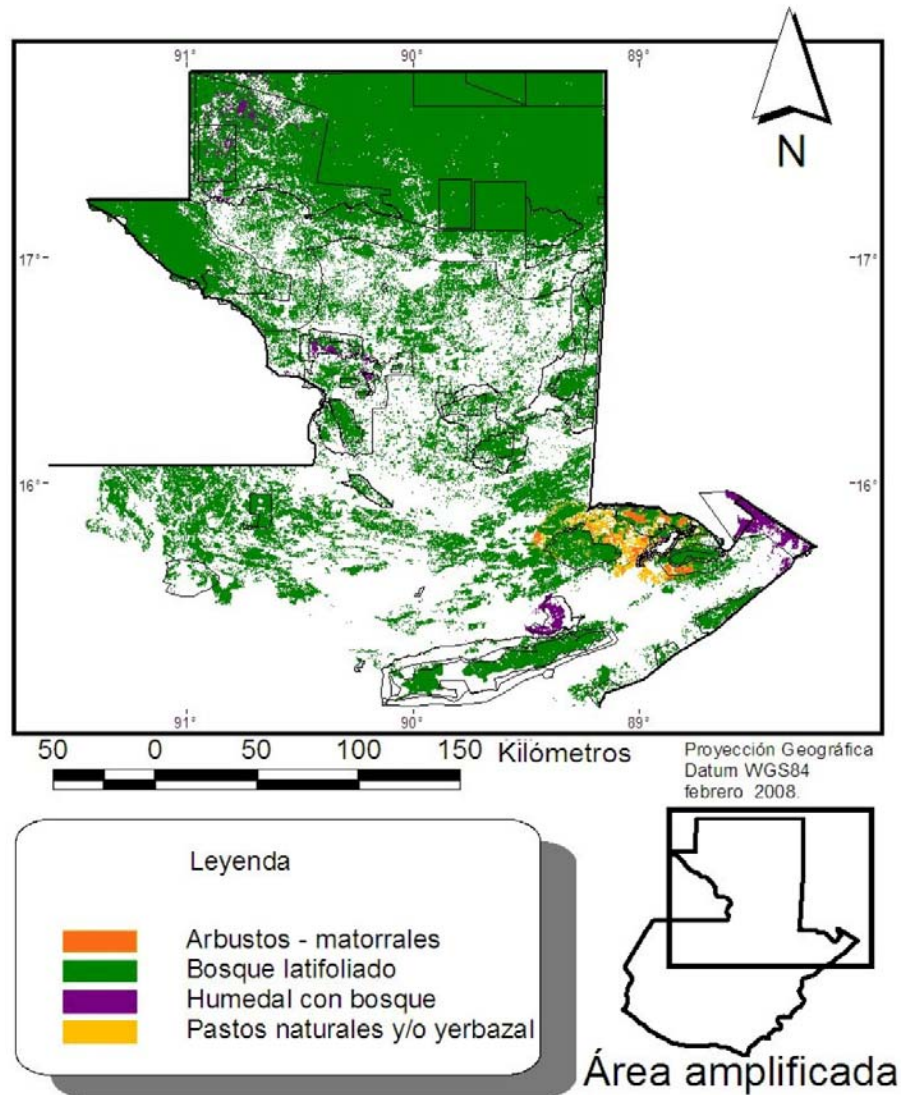 N
91° 90° 89°
17° 17°
16° 16°
91° 90° 89°
50 0 50 100 150 Kilómetros
Proyección Geográfica
Datum WGS84
febrero 2008.
Leyenda
Arbustos - matorrales
Bosque latifoliado
Humedal con bosque
Pastos naturales y/o yerbazal
Área amplificada